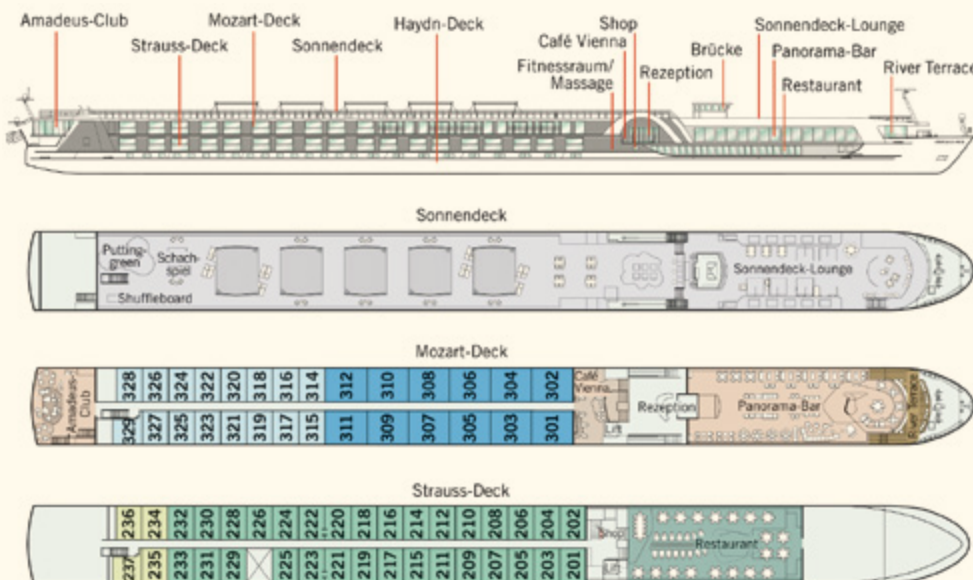 Amadeus-Club
Mozart-Deck
Haydn-Deck
Shop
Sonnendeck-Lounge
Strauss-Deck
Sonnendeck
Café Vienna
Brücke
Panorama-Bar
Fitnessraum/
Massage
Rezeption
River Terrace
Restaurant
Sonnendeck
Putting-
green
Schach-
spiel
Shuffleboard
Sonnendeck-Lounge
Mozart-Deck
Amadeus-
Club
328 326 324 322 320 318 316 314 312 310 308 306 304 302
329 327 325 323 321 319 317 315 311 309 307 305 303 301
Café
Vienna
Lift
Rezeption
Panorama-Bar
River Terrace
Strauss-Deck
236 234 232 230 228 226 224 222 220 218 216 214 212 210 208 206 204 202
237 235 233 231 229 225 223 221 219 217 215 211 209 207 205 203 201
Shop
Restaurant